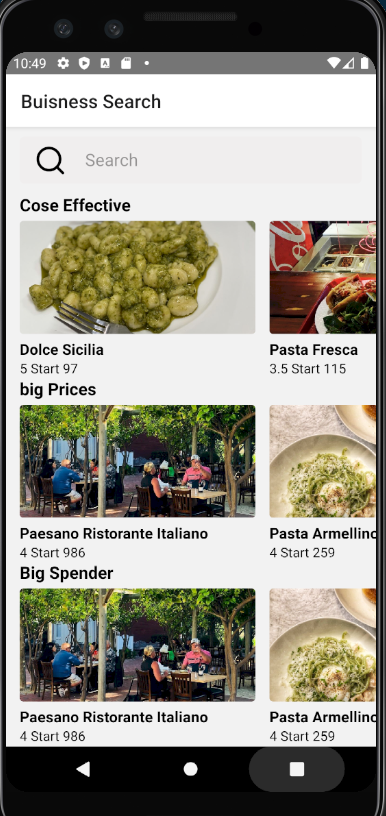 10:49
Buisness Search
Search
Cose Effective
Dolce Sicilia
Pasta Fresca
5 Start 97
3.5 Start 115
big Prices
Paesano Ristorante Italiano
Pasta Armellino
4 Start 986
4 Start 259
Big Spender
Paesano Ristorante Italiano
Pasta Armellino
4 Start 986
4 Start 259